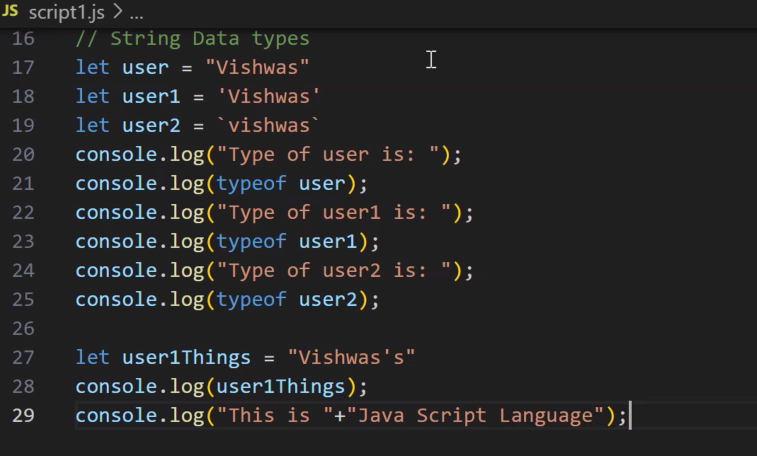 JS script1.js > ...
16 // String Data types
17 let user = "Vishwas"
18 let user1 = 'Vishwas'
19 let user2 = `vishwas`
20 console.log("Type of user is: ");
21 console.log(typeof user);
22 console.log("Type of user1 is: ");
23 console.log(typeof user1);
24 console.log("Type of user2 is: ");
25 console.log(typeof user2);
26
27 let user1Things = "Vishwas's"
28 console.log(user1Things);
29 console.log("This is "+"Java Script Language");